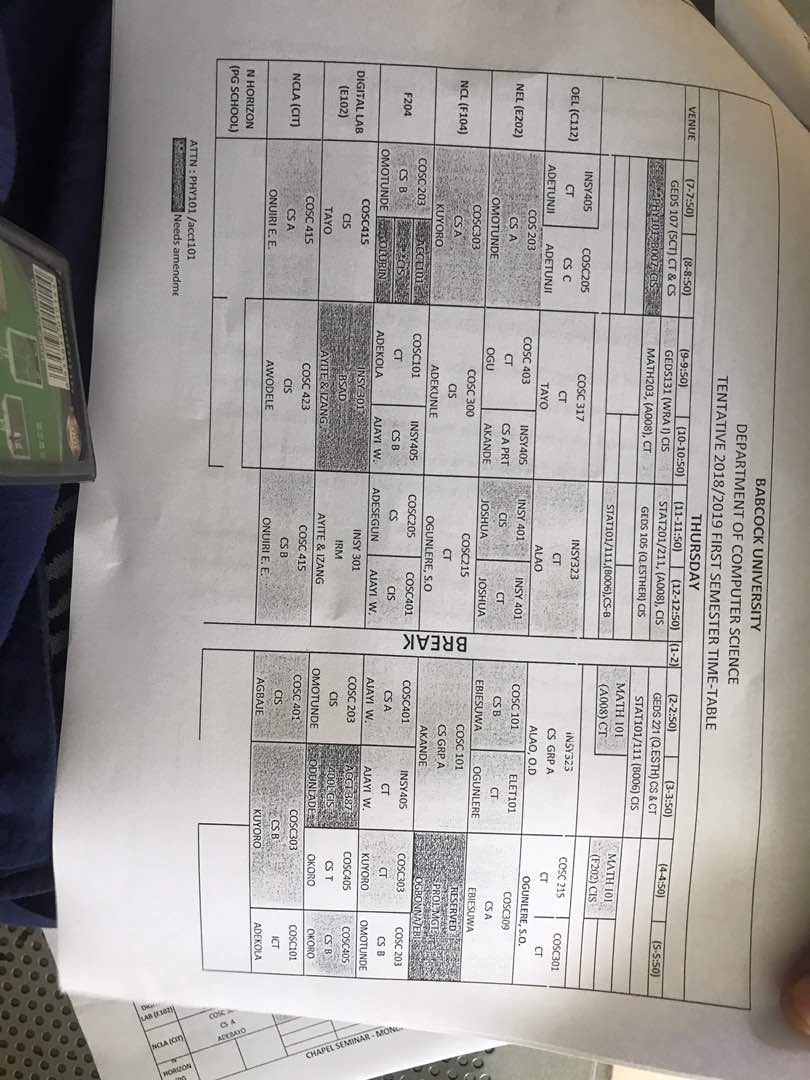 BABCOCK UNIVERSITY
DEPARTMENT OF COMPUTER SCIENCE
TENTATIVE 2018/2019 FIRST SEMESTER TIME-TABLE
THURSDAY
VENUE (7-7:50) (8-8:50) (9-9:50) (10-10:50) (11-11:50) (12-12:50) (1-2) (2-2:50) (3-3:50) (4-4:50) (5-5:50)
GEDS 107 (SCT) CT & CS GEDS131 (WRA I) CIS STAT201/211, (A008), CIS GEDS 221 (Q.ESTH) CS & CT
PHY101, B007, CIS MATH203, (A008), CT GEDS 105 (Q.ESTHER) CIS STAT101/111 (B006) CIS
STAT101/111,(B006),CS-B MATH 101 MATH 101
(A008) CT (F202) CIS
OEL (C112)
INSY405 COSC205 COSC 317 INSY323 INSY323 COSC 215 COSC301
CT CS C CT CT CS GRP A CT CT
ADETUNJI ADETUNJI TAYO ALAO ALAO, O.D OGUNLERE, S.O.
NEL (E202)
COS 203 COSC 403 INSY405 INSY 401 INSY 401 COSC 101 ELET101 COSC309
CS A CT CS A PRT CIS CT CS B CT CS A
OMOTUNDE OGU AKANDE JOSHUA JOSHUA EBIESUWA OGUNLERE EBIESUWA
NCL (F104)
COSC303 COSC 300 COSC215 COSC 101 RESERVED
CS A CIS CT CS GRP A PROJ. MGT
KUYORO ADEKUNLE OGUNLERE, S.O AKANDE OGBONNA/EBI
BREAK
F204
COSC 203 ACCT101 COSC101 INSY405 COSC205 COSC401 COSC401 INSY405 COSC303 COSC 203
CS B CIS CT CS B CS CIS CS A CT CT CS B
OMOTUNDE OLURIN ADEKOLA AJAYI W. ADESEGUN AJAYI W. AJAYI W. AJAYI W. KUYORO OMOTUNDE
DIGITAL LAB
(E102)
COSC415 INSY 301 INSY 301 COSC 203 ACCT387 COSC405 COSC405
CIS BSAD IRM CIS 400L CIS CS T CS B
TAYO AYITE & IZANG AYITE & IZANG OMOTUNDE ODUNLADE OKORO OKORO
NCLA (CIT)
COSC 415 COSC 423 COSC 415 COSC 401 COSC303 COSC101
CS A CIS CS B CIS CS B ICT
ONUIRI E. E. AWODELE ONUIRI E. E. AGBAJE KUYORO ADEKOLA
N HORIZON
(PG SCHOOL)
ATTN : PHY101 /acct101
Needs amendme
CHAPEL SEMINAR - MON
ADEBAYO
CS A
NCLA (CIT)
HORIZON